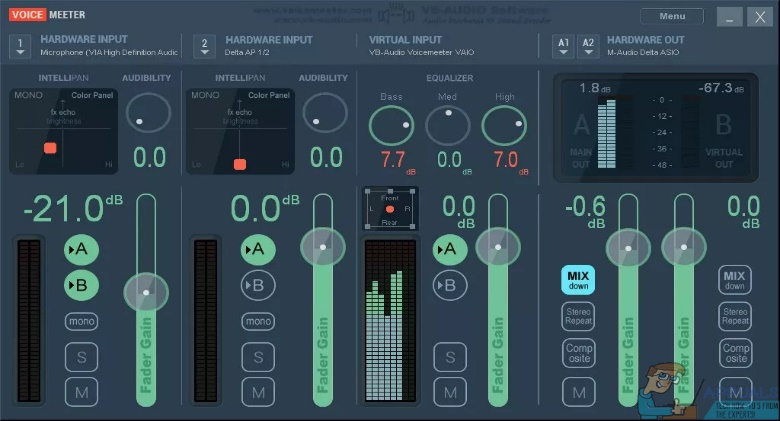 VOICE MEETER
www.vb-audio.com
VB-AUDIO Software
Audio Mechanic & Sound Breeder
Menu
1 HARDWARE INPUT
Microphone (VIA High Definition Audic
2 HARDWARE INPUT
Delta AP 1/2
VIRTUAL INPUT
VB-Audio Voicemeeter VAIO
A1 A2 HARDWARE OUT
M-Audio Delta ASIO
INTELLIPAN AUDIBILITY
INTELLIPAN AUDIBILITY
EQUALIZER
MONO Color Panel
fx echo
brightness
Lo Hi
0.0
MONO Color Panel
fx echo
brightness
Lo Hi
0.0
Bass Med High
7.7 dB 0.0 dB 7.0 dB
1.8 dB -67.3 dB
- 0 -
- 12 -
- 24 -
- 36 -
- 48 -
A B
MAIN OUT
VIRTUAL OUT
-21.0 dB
A
B
mono
S
M
Fader Gain
0.0 dB
A
B
mono
S
M
Fader Gain
Front
L R
Rear
0.0 dB
A
B
mono
S
M
Fader Gain
-0.6 dB
MIX down
Stereo Repeat
Comp osite
M
Fader Gain
Fader Gain
0.0 dB
MIX down
Stereo Repeat
Comp osite
M
THE EXPERTS!